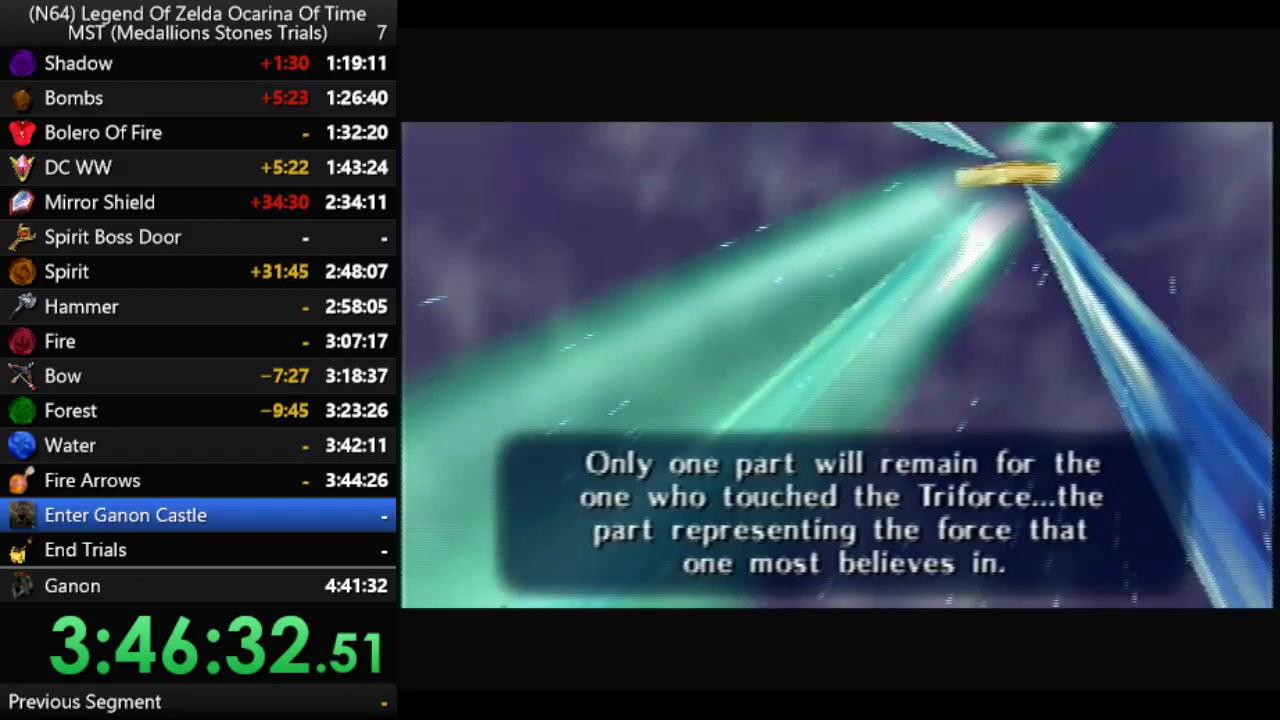 (N64) Legend Of Zelda Ocarina Of Time
MST (Medallions Stones Trials) 7
Shadow +1:30 1:19:11
Bombs +5:23 1:26:40
Bolero Of Fire - 1:32:20
DC WW +5:22 1:43:24
Mirror Shield +34:30 2:34:11
Spirit Boss Door - -
Spirit +31:45 2:48:07
Hammer - 2:58:05
Fire - 3:07:17
Bow −7:27 3:18:37
Forest −9:45 3:23:26
Water - 3:42:11
Fire Arrows - 3:44:26
Enter Ganon Castle -
End Trials -
Ganon 4:41:32
3:46:32.51
Previous Segment -
Only one part will remain for the
one who touched the Triforce...the
part representing the force that
one most believes in.